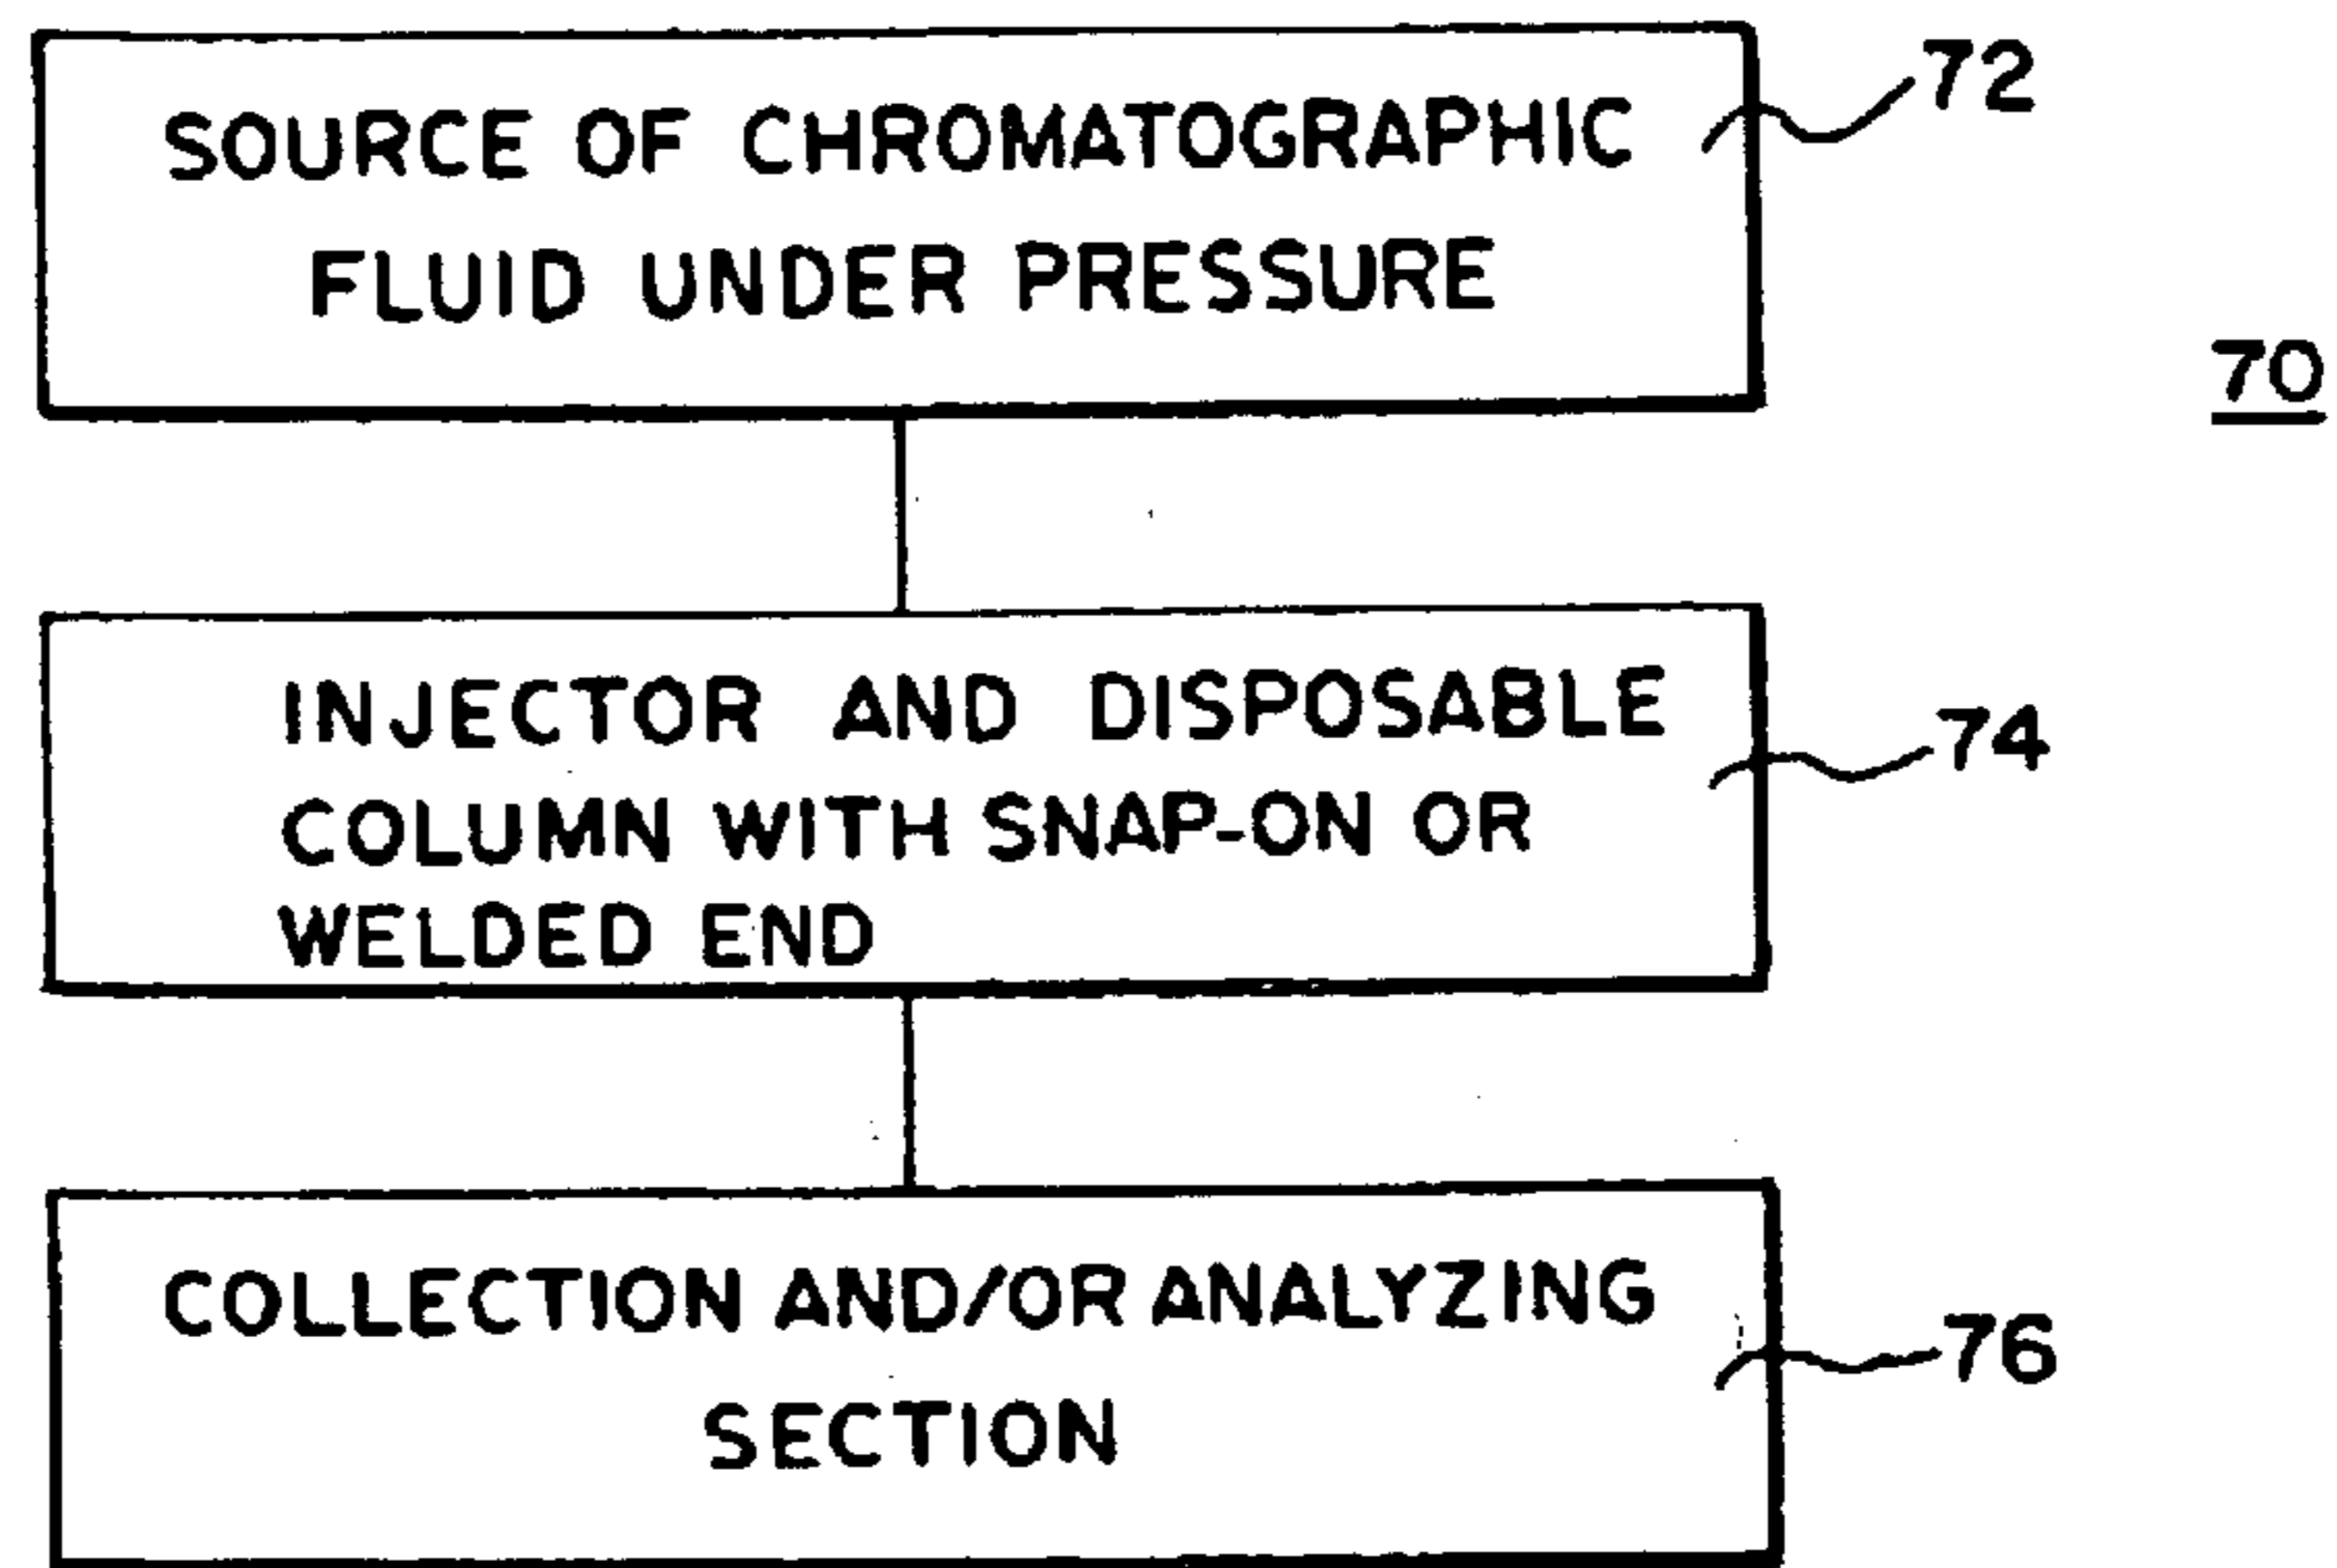 SOURCE OF CHROMATOGRAPHIC
72
FLUID UNDER PRESSURE
70
INJECTOR AND DISPOSABLE
74
COLUMN WITH SNAP-ON OR
WELDED END
COLLECTION AND/OR ANALYZING
76
SECTION